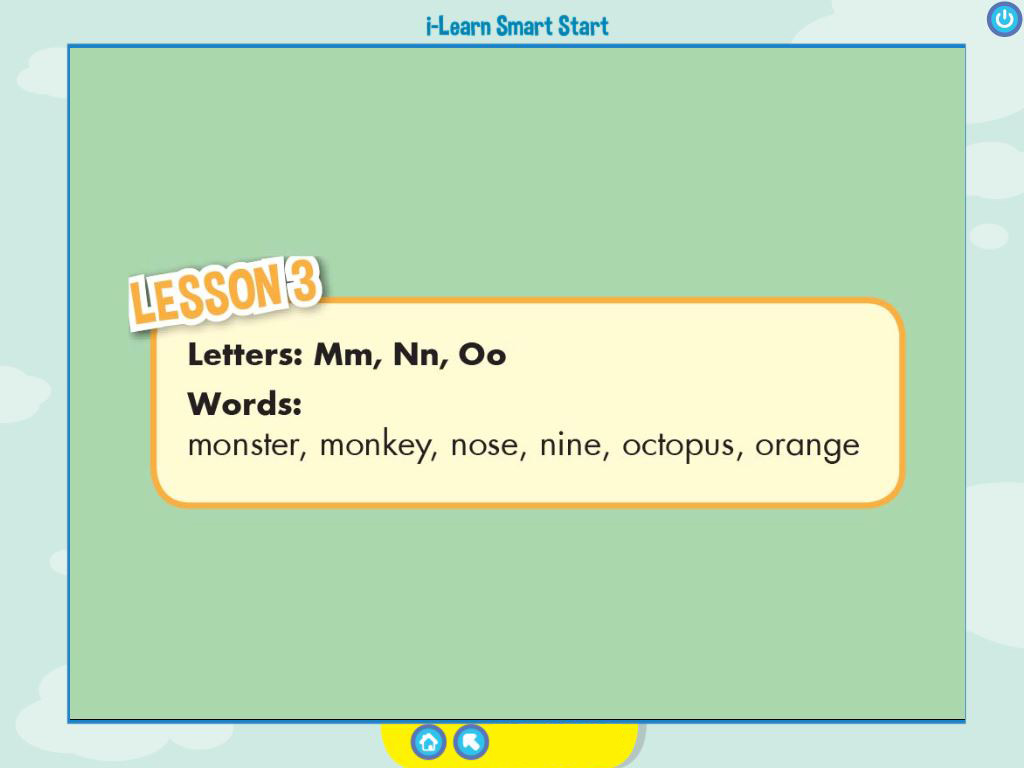 i-Learn Smart Start
LESSON 3
Letters: Mm, Nn, Oo
Words:
monster, monkey, nose, nine, octopus, orange